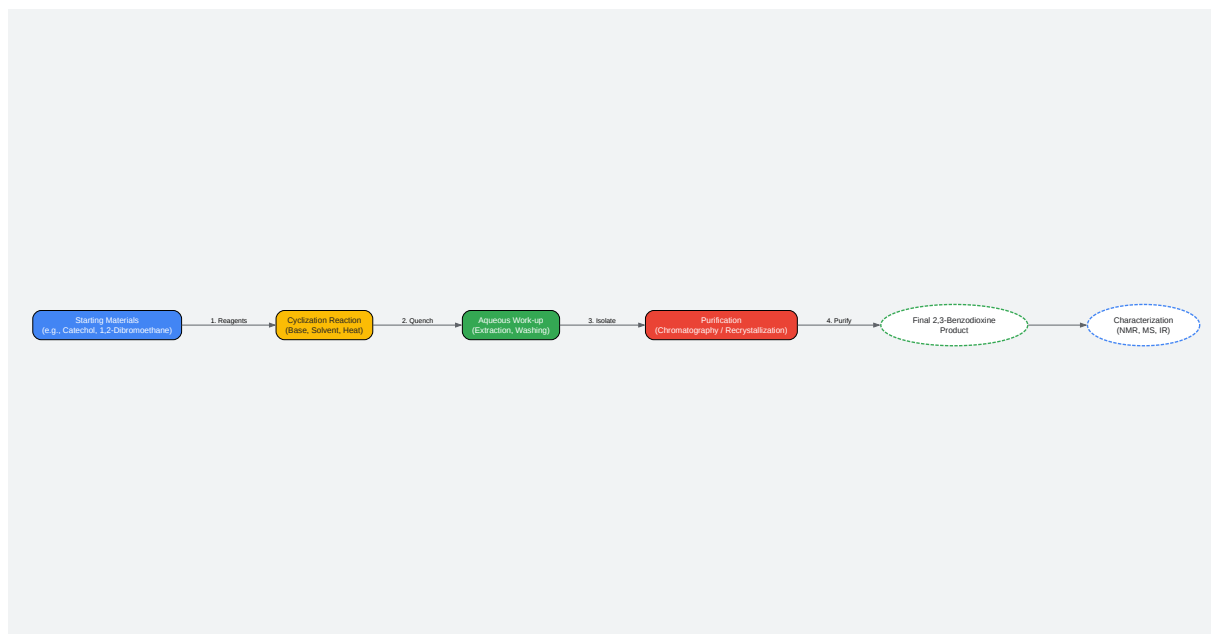 Starting Materials
(e.g., Catechol, 1,2-Dibromoethane)
1. Reagents
Cyclization Reaction
(Base, Solvent, Heat)
2. Quench
Aqueous Work-up
(Extraction, Washing)
3. Isolate
Purification
(Chromatography / Recrystallization)
4. Purify
Final 2,3-Benzodioxine
Product
Characterization
(NMR, MS, IR)